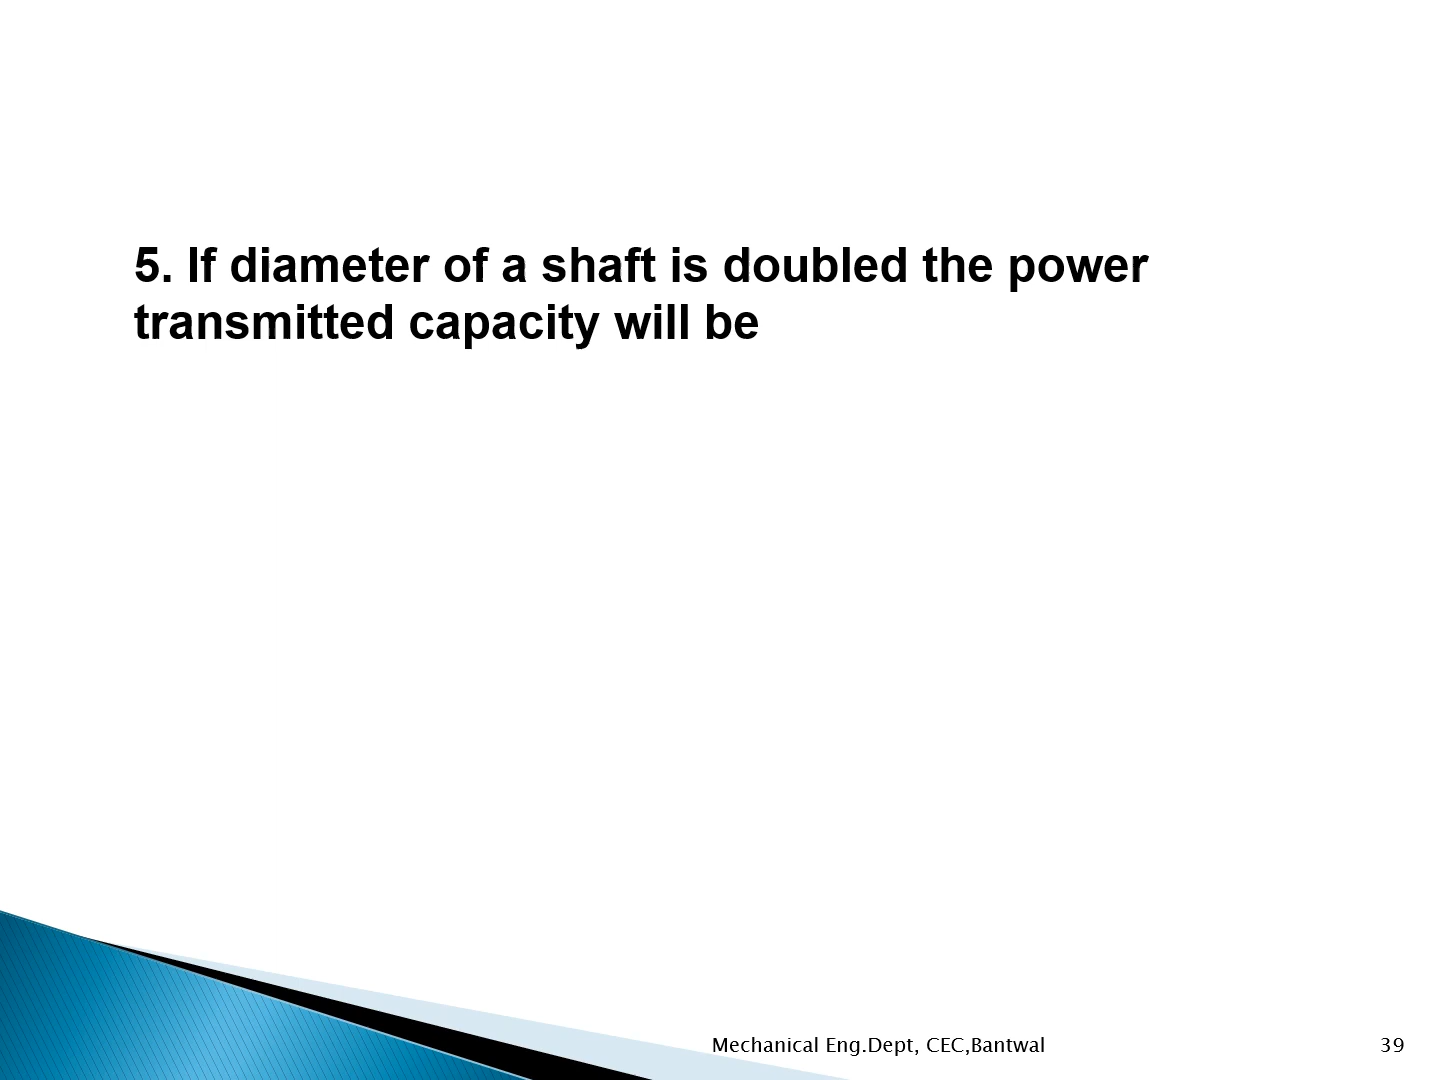 5. If diameter of a shaft is doubled the power
transmitted capacity will be
Mechanical Eng.Dept, CEC,Bantwal
39